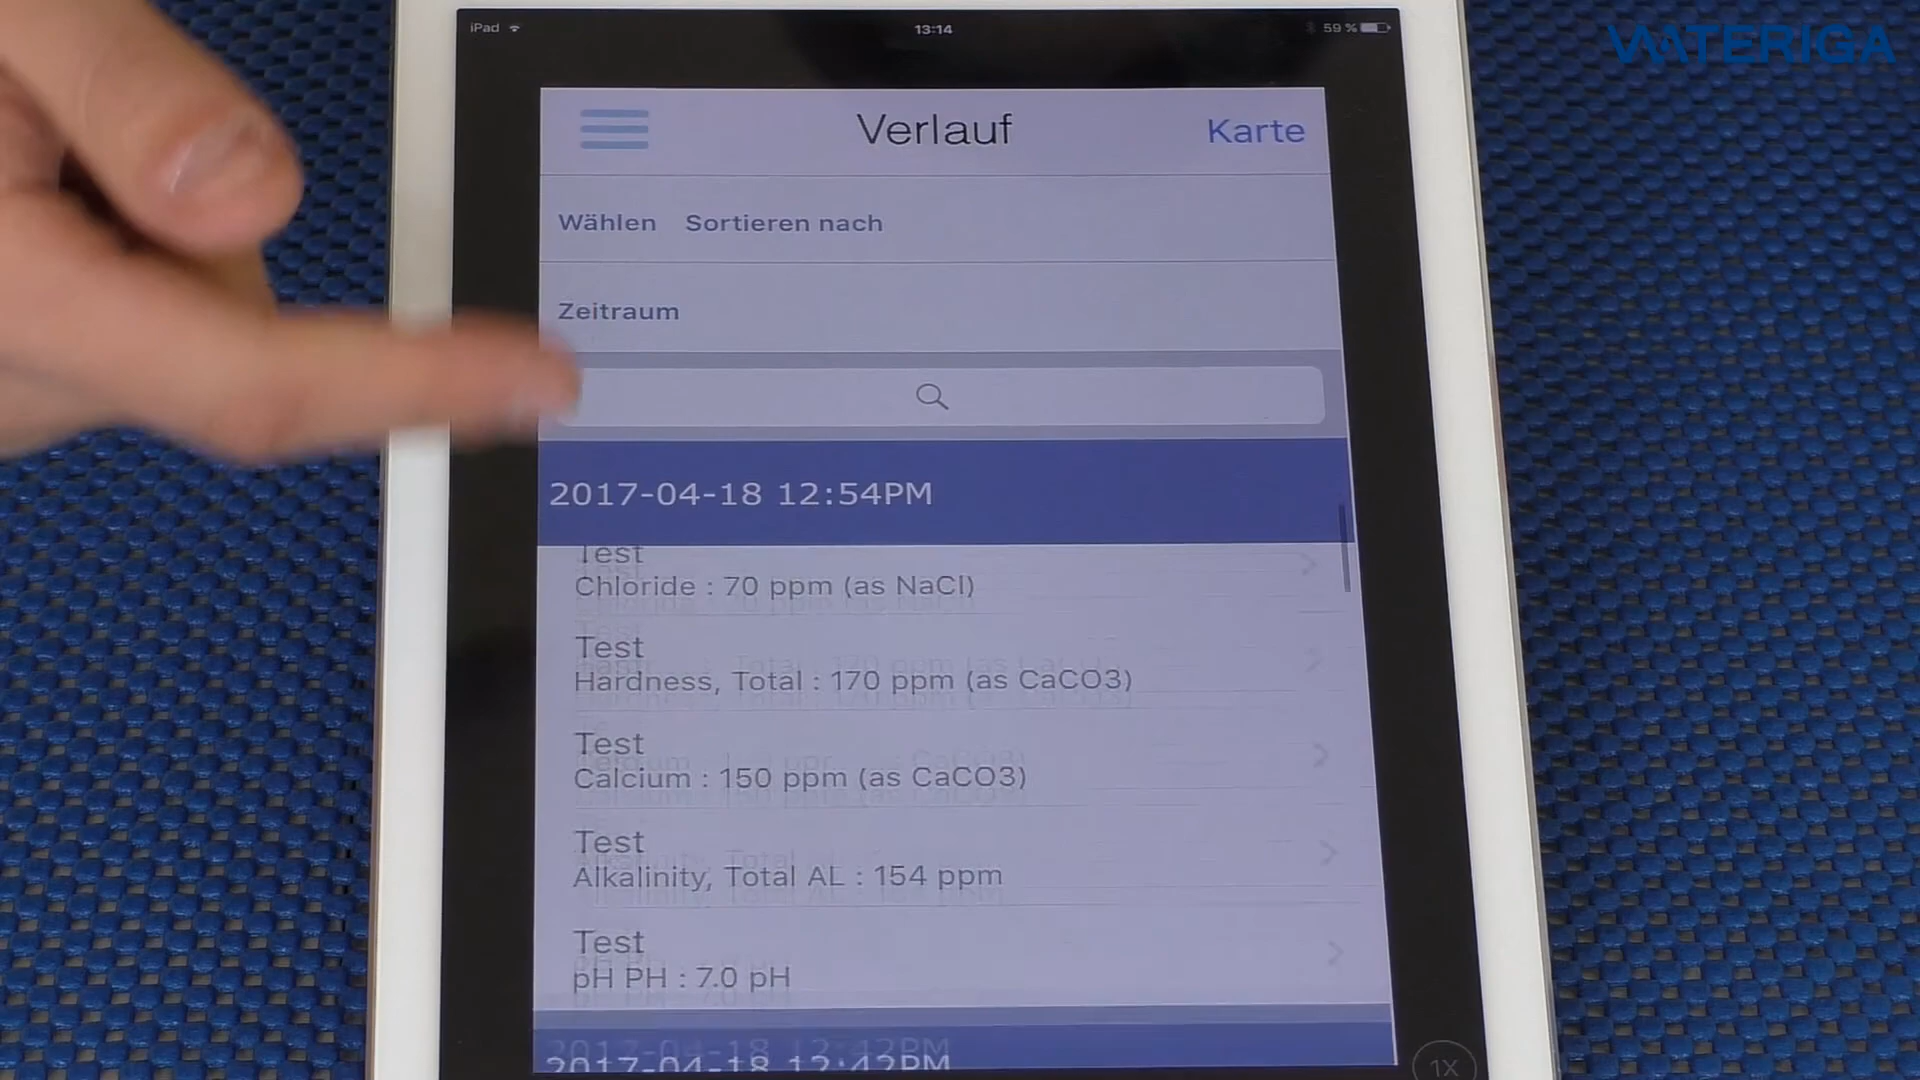 iPad
13:14
59 %
WATERIGA
Verlauf
Karte
Wählen Sortieren nach
Zeitraum
2017-04-18 12:54PM
Test
Chloride : 70 ppm (as NaCl)
Test
Hardness, Total : 170 ppm (as CaCO3)
Test
Calcium : 150 ppm (as CaCO3)
Test
Alkalinity, Total AL : 154 ppm
Test
pH PH : 7.0 pH
2017-04-18 12:42PM
1X